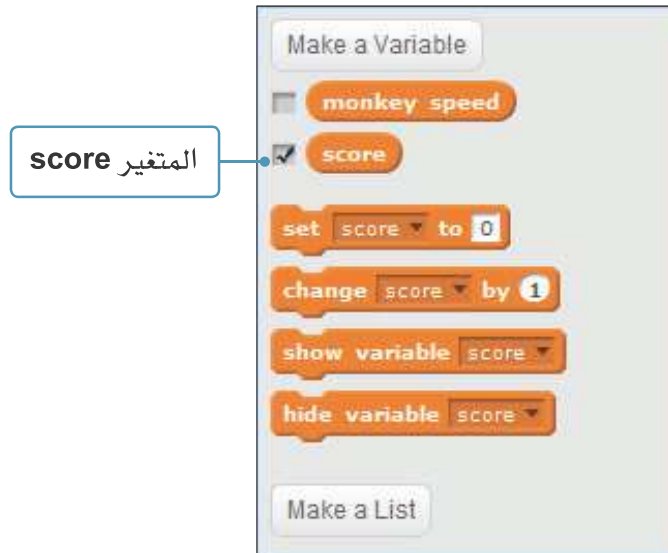 Make a Variable
monkey speed
المتغير score
score
set score to 0
change score by 1
show variable score
hide variable score
Make a List